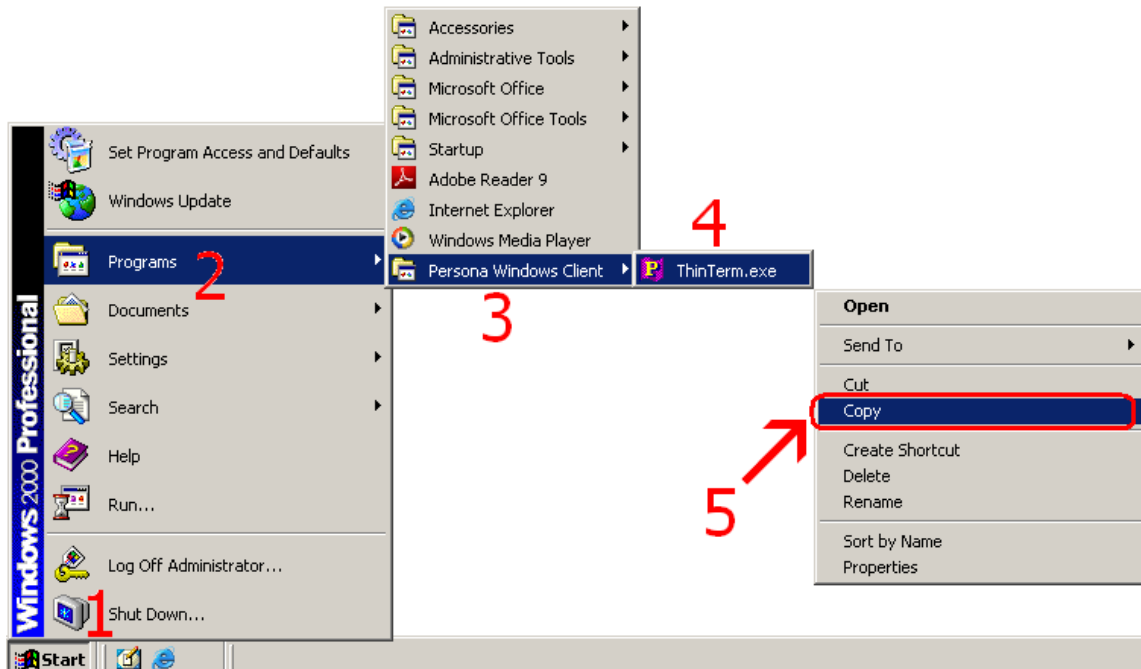 Accessories
Administrative Tools
Microsoft Office
Microsoft Office Tools
Startup
Adobe Reader 9
Internet Explorer
Windows Media Player
Persona Windows Client
3
4
P ThinTerm.exe
Windows 2000 Professional
Set Program Access and Defaults
Windows Update
Programs
2
Documents
Settings
Search
Help
Run...
Log Off Administrator...
Shut Down...
1
Start
Open
Send To
Cut
Copy
5
Create Shortcut
Delete
Rename
Sort by Name
Properties